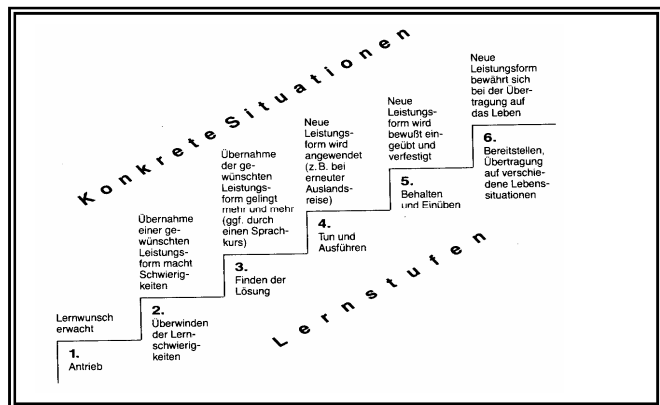 Konkrete Situationen
Lernwunsch
erwacht
1.
Antrieb
Übernahme
einer ge-
wünschten
Leistungs-
form macht
Schwierig-
keiten
2.
Überwinden
der Lern-
schwierig-
keiten
Übernahme
der ge-
wünschten
Leistungs-
form gelingt
mehr und mehr
(ggf. durch
einen Sprach-
kurs)
3.
Finden der
Lösung
Neue
Leistungs-
form wird
angewendet
(z. B. bei
erneuter
Auslands-
reise)
4.
Tun und
Ausführen
Neue
Leistungs-
form wird
bewußt ein-
geübt und
verfestigt
5.
Behalten
und Einüben
Neue
Leistungsform
bewährt sich
bei der Über-
tragung auf
das Leben
6.
Bereitstellen,
Übertragung
auf verschie-
dene Lebens-
situationen
Lernstufen